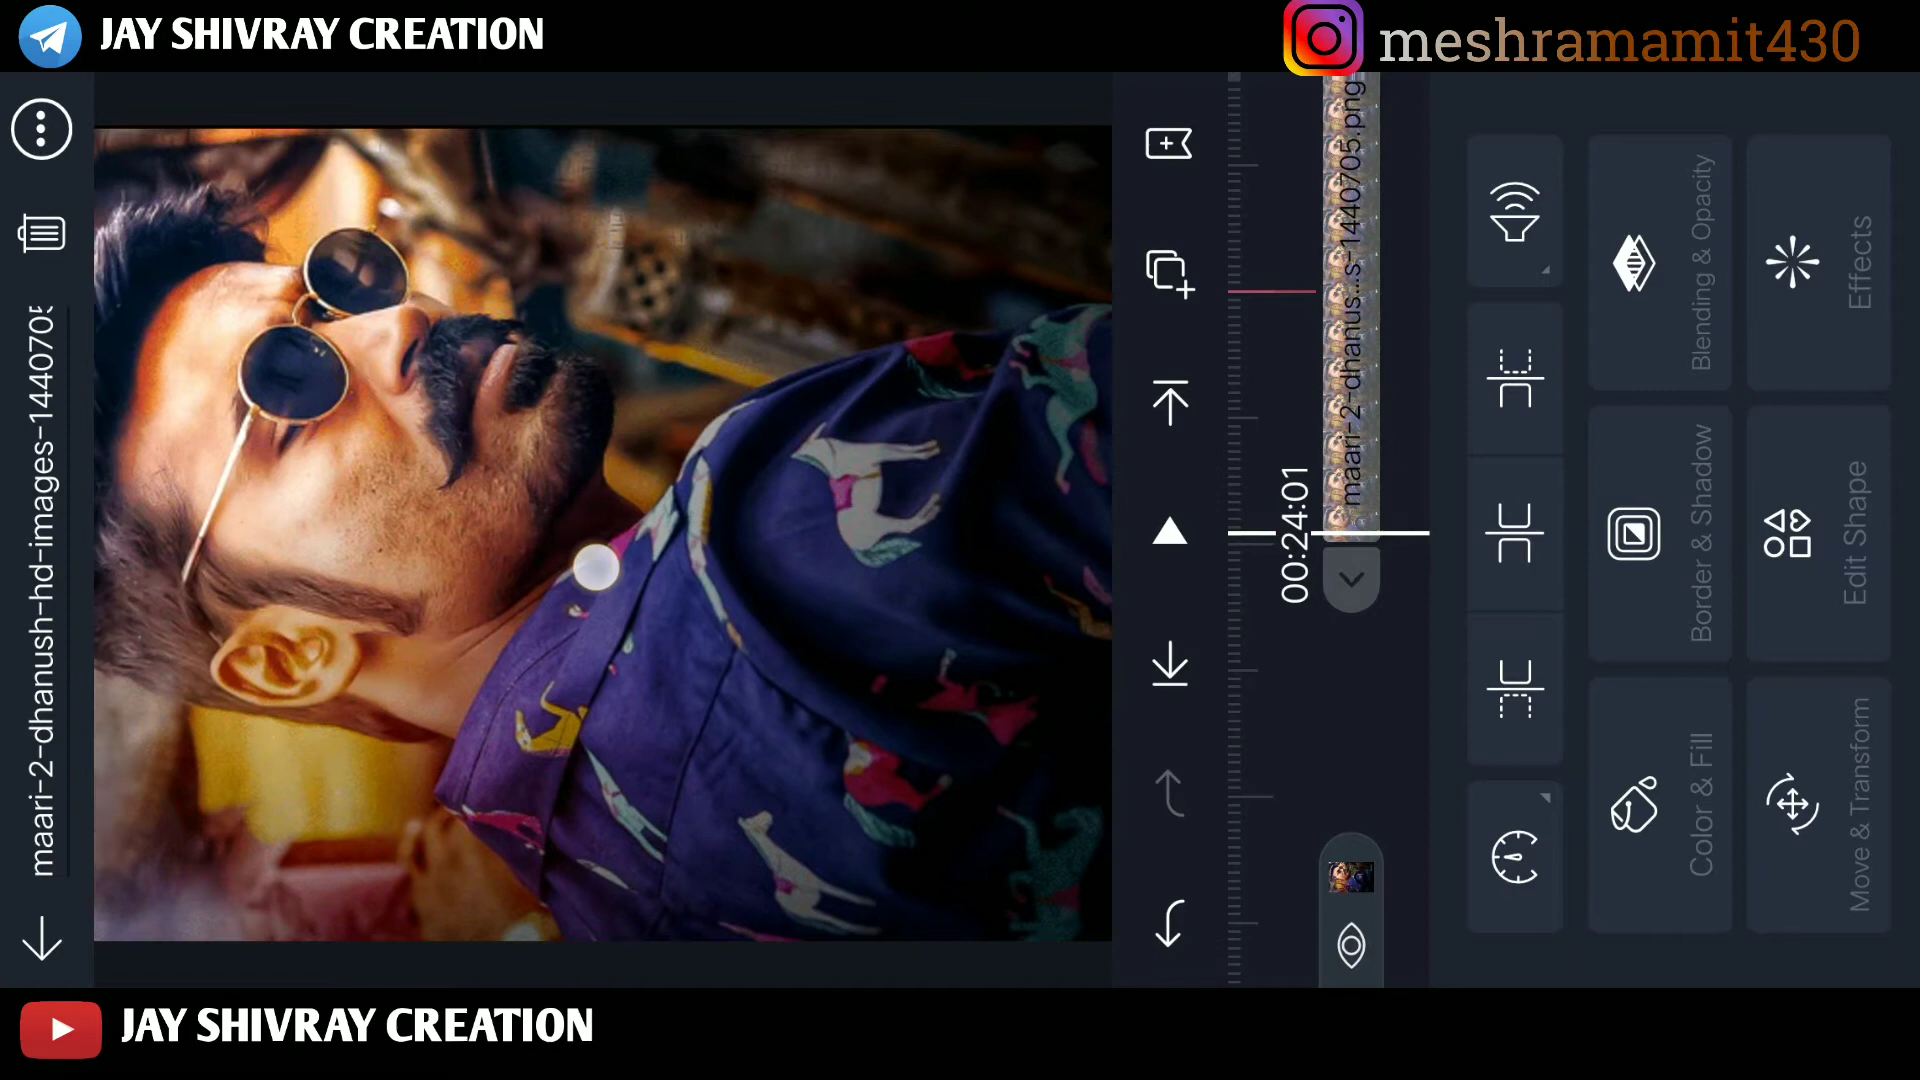 JAY SHIVRAY CREATION
meshramamit430
maari-2-dhanush-hd-images-1440705
00:24:01
maari-2-dhanus...s-1440705.png
Blending & Opacity
Effects
Border & Shadow
Edit Shape
Color & Fill
Move & Transform
JAY SHIVRAY CREATION